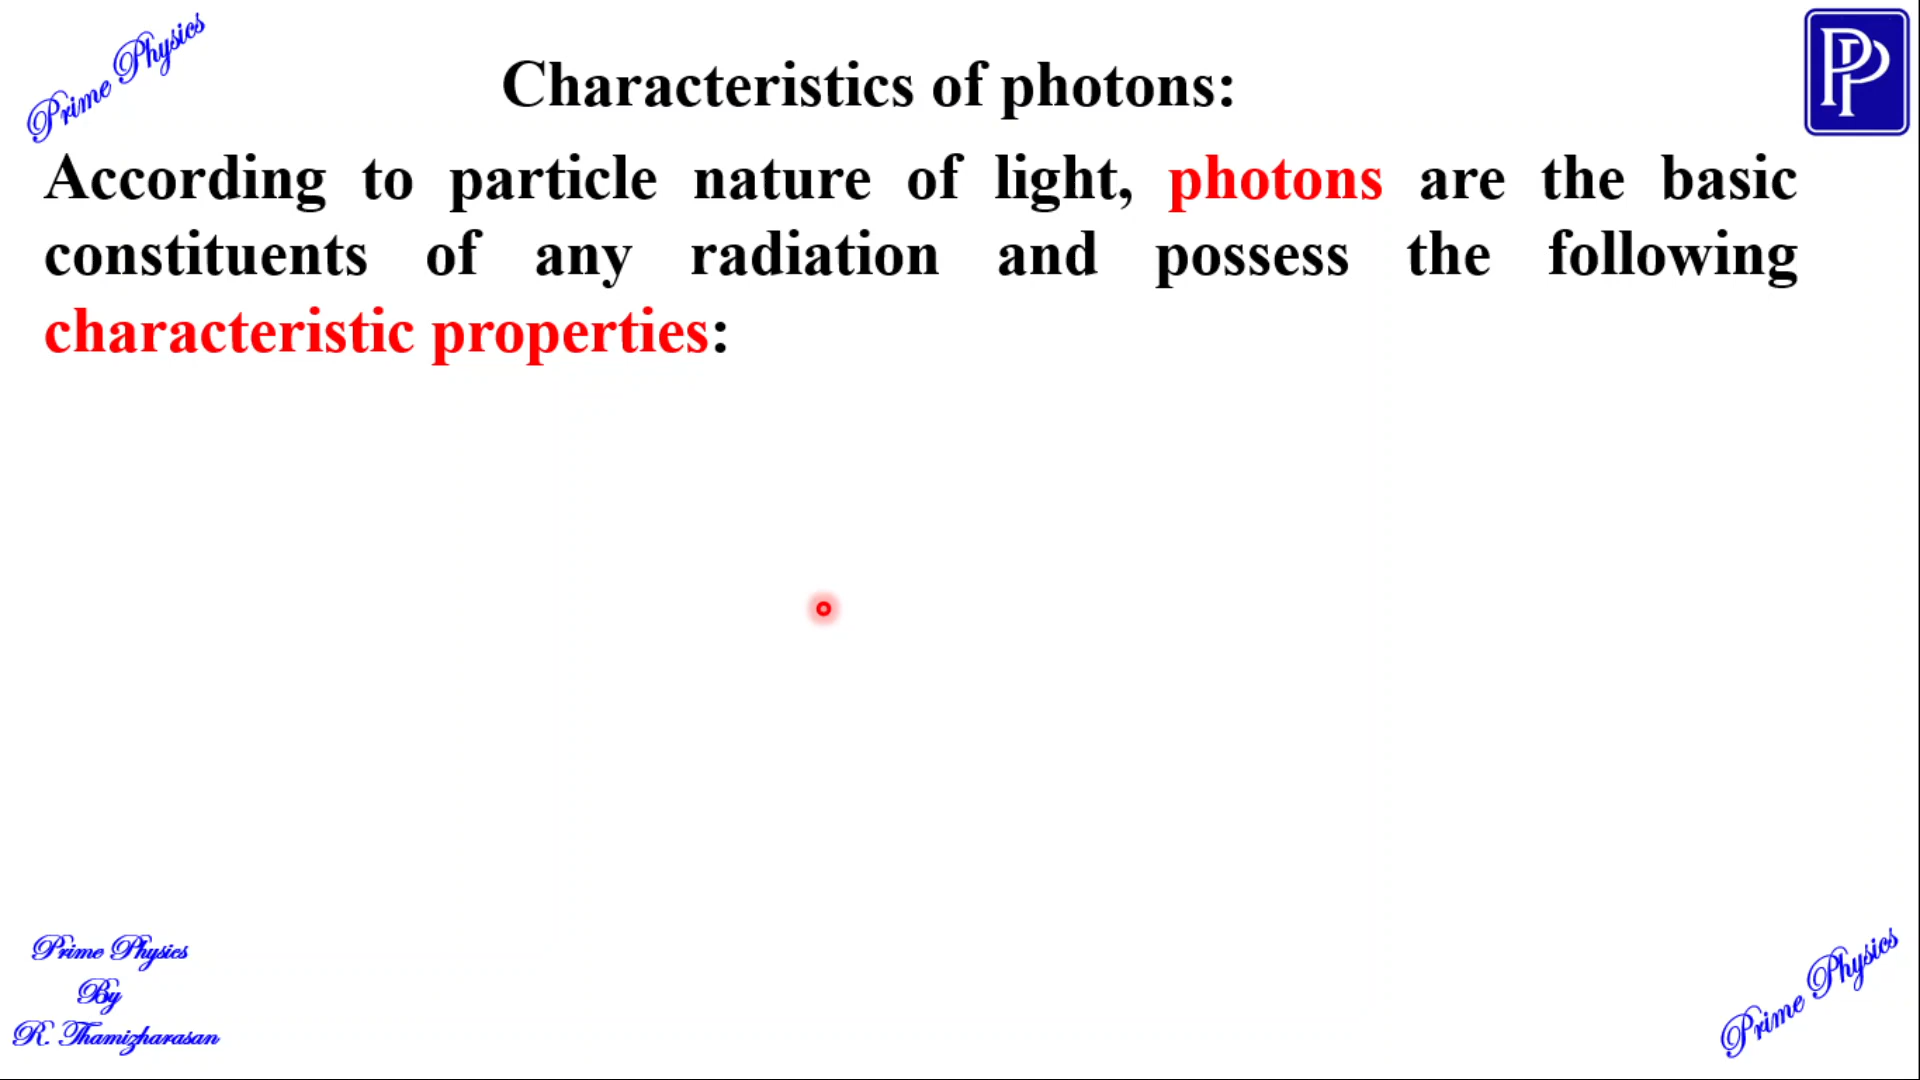 Prime Physics
PP
Characteristics of photons:
According to particle nature of light, photons are the basic
constituents of any radiation and possess the following
characteristic properties:
Prime Physics
By
R. Thamizharasan
Prime Physics